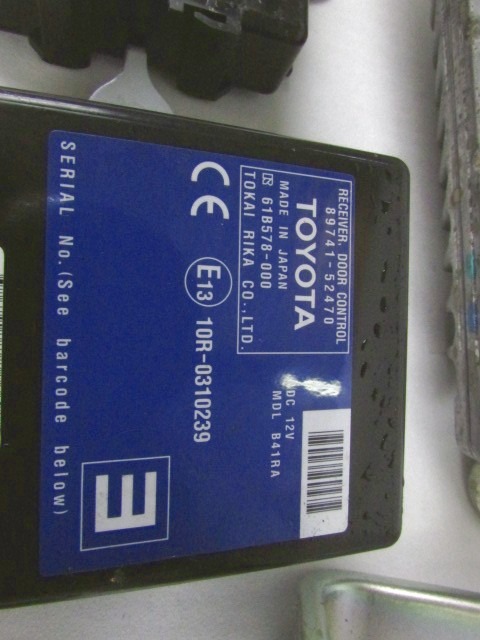 RECEIVER, DOOR CONTROL
89741-52470
TOYOTA
MADE IN JAPAN
61B578-000
TOKAI RIKA CO.,LTD.
DC 12V
MDL B41RA
CE
E13 10R-0310239
E
SERIAL No.(See barcode below)